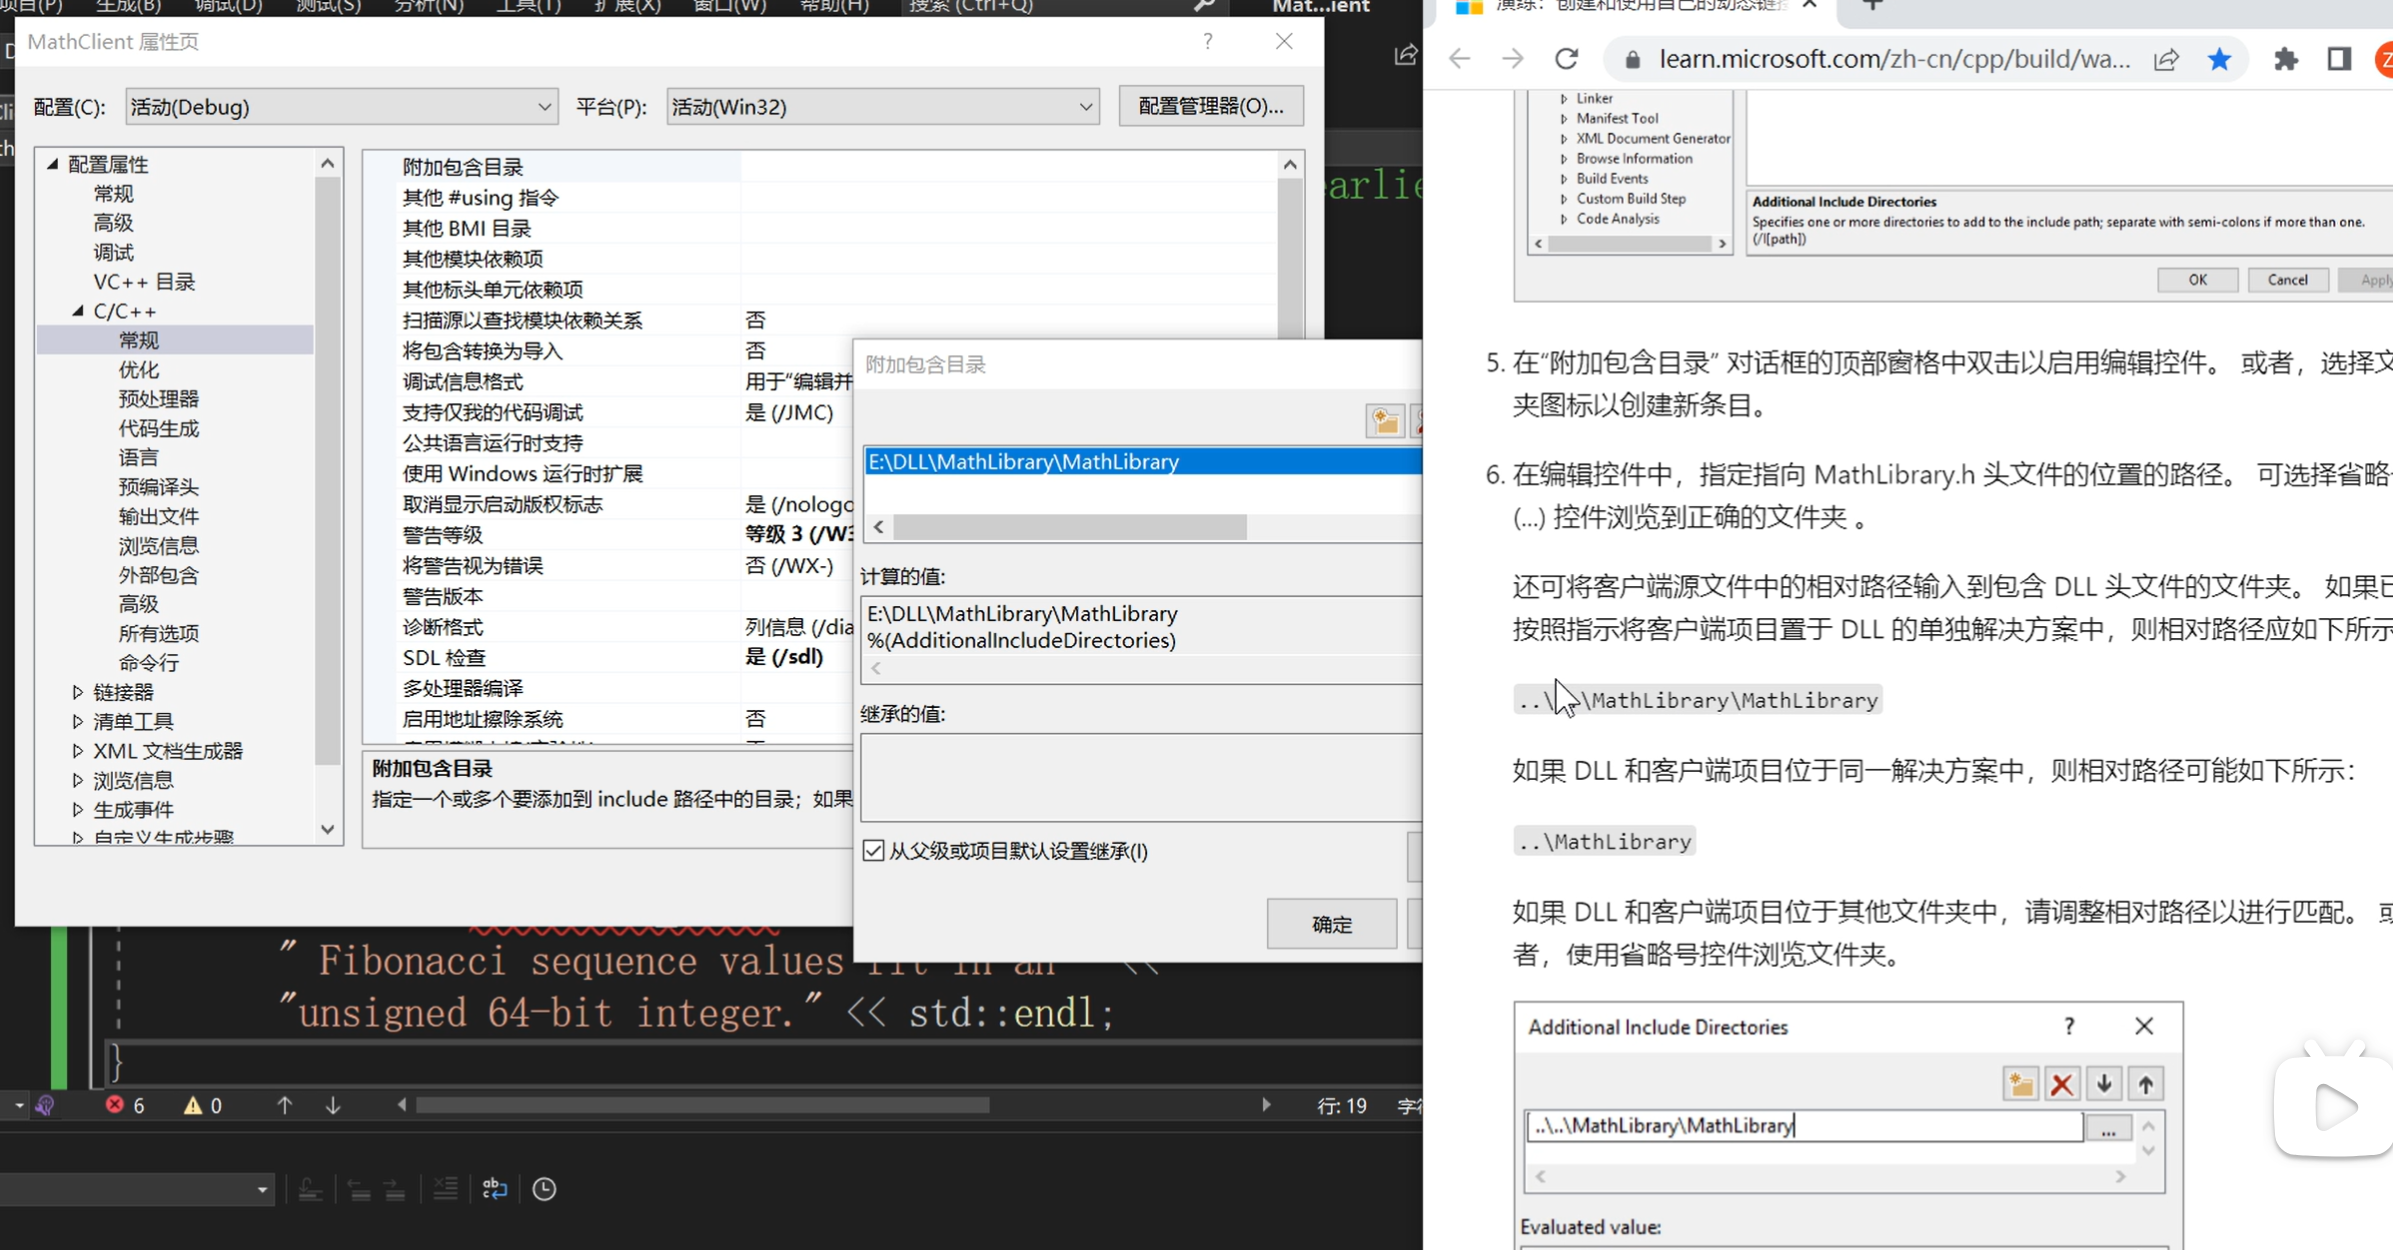 项目(P) 生成(B) 调试(D) 测试(S) 分析(N) 工具(T) 扩展(X) 窗口(W) 帮助(H) 搜索 (Ctrl+Q) Mat...ient
MathClient 属性页 ?
配置(C): 活动(Debug) 平台(P): 活动(Win32) 配置管理器(O)...
配置属性
常规
高级
调试
VC++ 目录
C/C++
常规
优化
预处理器
代码生成
语言
预编译头
输出文件
浏览信息
外部包含
高级
所有选项
命令行
链接器
清单工具
XML 文档生成器
浏览信息
生成事件
自定义生成步骤
附加包含目录
其他 #using 指令
其他 BMI 目录
其他模块依赖项
其他标头单元依赖项
扫描源以查找模块依赖关系 否
将包含转换为导入 否
调试信息格式 用于“编辑并
支持仅我的代码调试 是 (/JMC)
公共语言运行时支持
使用 Windows 运行时扩展
取消显示启动版权标志 是 (/nologo
警告等级 等级 3 (/W3
将警告视为错误 否 (/WX-)
警告版本
诊断格式 列信息 (/dia
SDL 检查 是 (/sdl)
多处理器编译
启用地址擦除系统 否
附加包含目录
指定一个或多个要添加到 include 路径中的目录；如果
附加包含目录
E:\DLL\MathLibrary\MathLibrary
计算的值:
E:\DLL\MathLibrary\MathLibrary
%(AdditionalIncludeDirectories)
继承的值:
从父级或项目默认设置继承(I)
确定
earlie
" Fibonacci sequence values fit in an " <<
"unsigned 64-bit integer." << std::endl;
}
6 0 行: 19 字符
演练：创建和使用自己的动态链接
learn.microsoft.com/zh-cn/cpp/build/wa...
Z
Linker
Manifest Tool
XML Document Generator
Browse Information
Build Events
Custom Build Step
Code Analysis
Additional Include Directories
Specifies one or more directories to add to the include path; separate with semi-colons if more than one.
(/I[path])
OK Cancel Apply
5. 在“附加包含目录” 对话框的顶部窗格中双击以启用编辑控件。 或者，选择文
夹图标以创建新条目。
6. 在编辑控件中，指定指向 MathLibrary.h 头文件的位置的路径。 可选择省略号
(...) 控件浏览到正确的文件夹 。
还可将客户端源文件中的相对路径输入到包含 DLL 头文件的文件夹。 如果已
按照指示将客户端项目置于 DLL 的单独解决方案中，则相对路径应如下所示
..\..\MathLibrary\MathLibrary
如果 DLL 和客户端项目位于同一解决方案中，则相对路径可能如下所示：
..\MathLibrary
如果 DLL 和客户端项目位于其他文件夹中，请调整相对路径以进行匹配。 或
者，使用省略号控件浏览文件夹。
Additional Include Directories ?
..\..\MathLibrary\MathLibrary ...
Evaluated value: